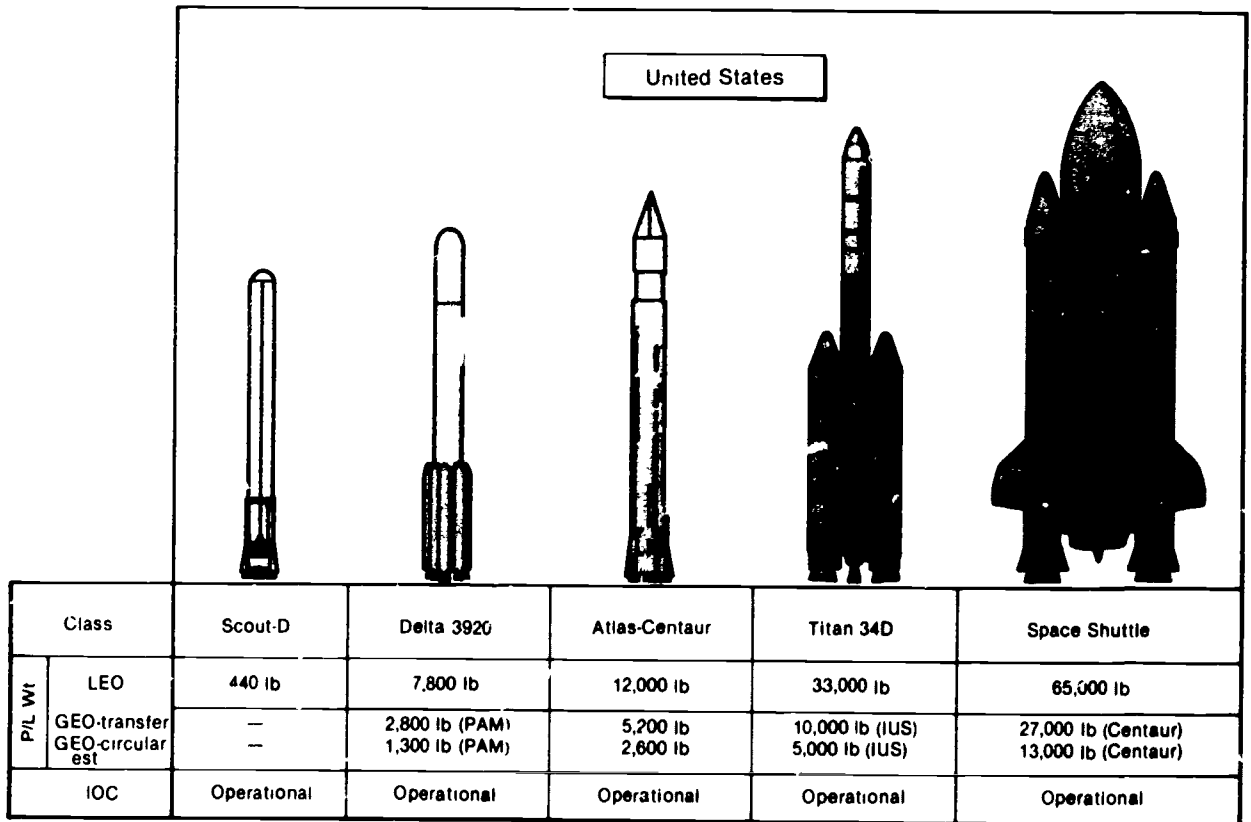 United States
Class Scout-D Delta 3920 Atlas-Centaur Titan 34D Space Shuttle
P/L Wt
LEO 440 lb 7,800 lb 12,000 lb 33,000 lb 65,000 lb
GEO-transfer — 2,800 lb (PAM) 5,200 lb 10,000 lb (IUS) 27,000 lb (Centaur)
GEO-circular — 1,300 lb (PAM) 2,600 lb 5,000 lb (IUS) 13,000 lb (Centaur)
est
IOC Operational Operational Operational Operational Operational